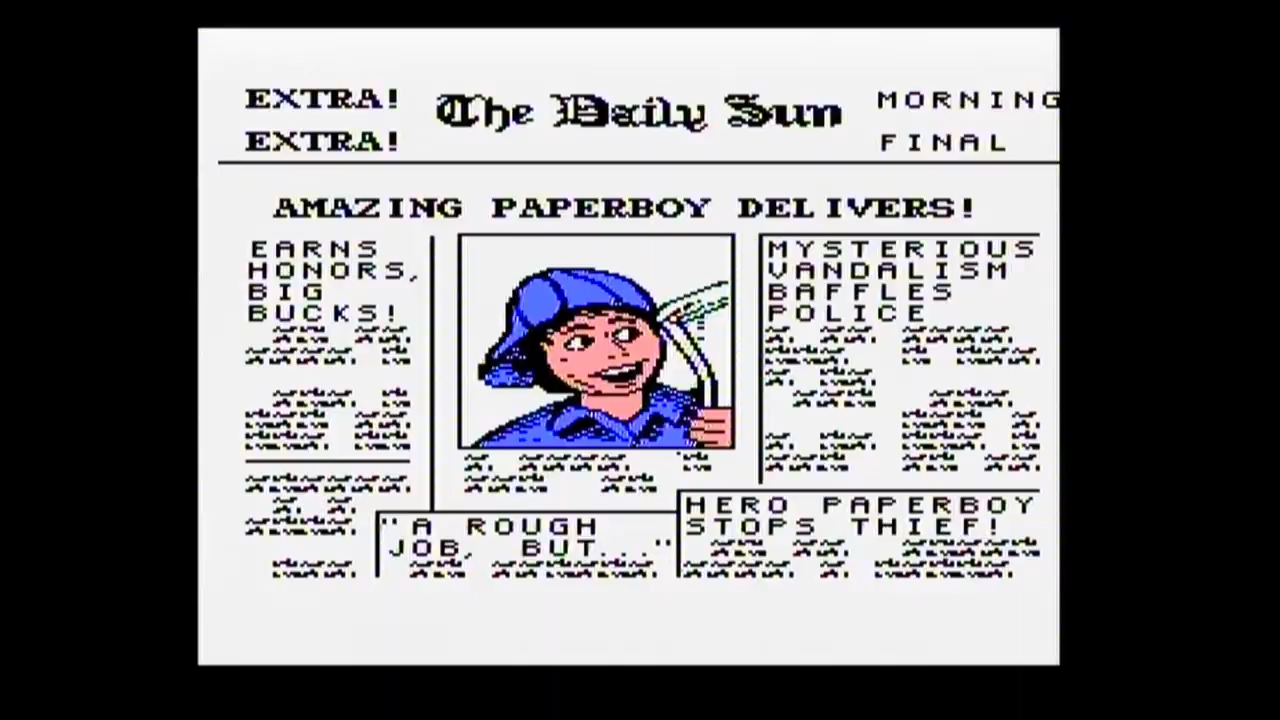 EXTRA!
EXTRA!
The Daily Sun
MORNING
FINAL
AMAZING PAPERBOY DELIVERS!
EARNS
HONORS,
BIG
BUCKS!
MYSTERIOUS
VANDALISM
BAFFLES
POLICE
"A ROUGH
JOB, BUT..."
HERO PAPERBOY
STOPS THIEF!